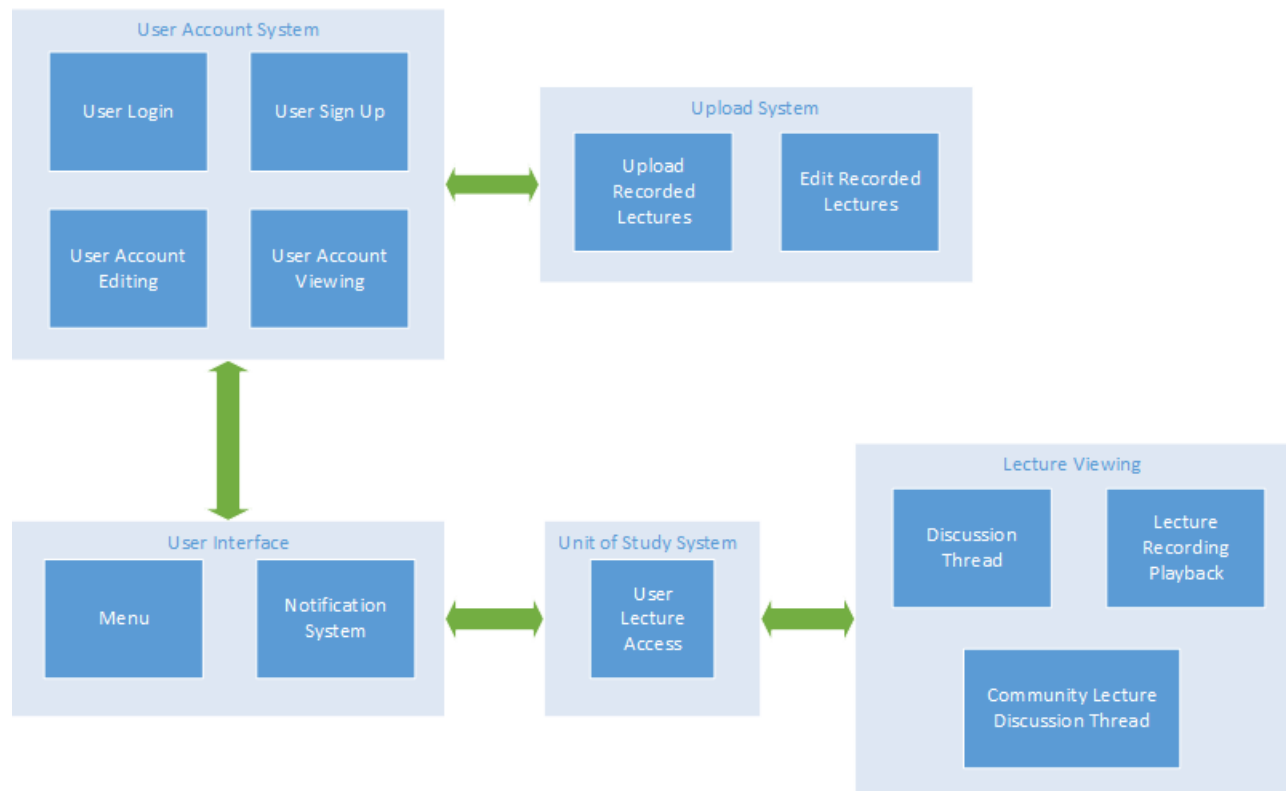 User Account System
User Login
User Sign Up
User Account
Editing
User Account
Viewing
Upload System
Upload
Recorded
Lectures
Edit Recorded
Lectures
User Interface
Menu
Notification
System
Unit of Study System
User
Lecture
Access
Lecture Viewing
Discussion
Thread
Lecture
Recording
Playback
Community Lecture
Discussion Thread